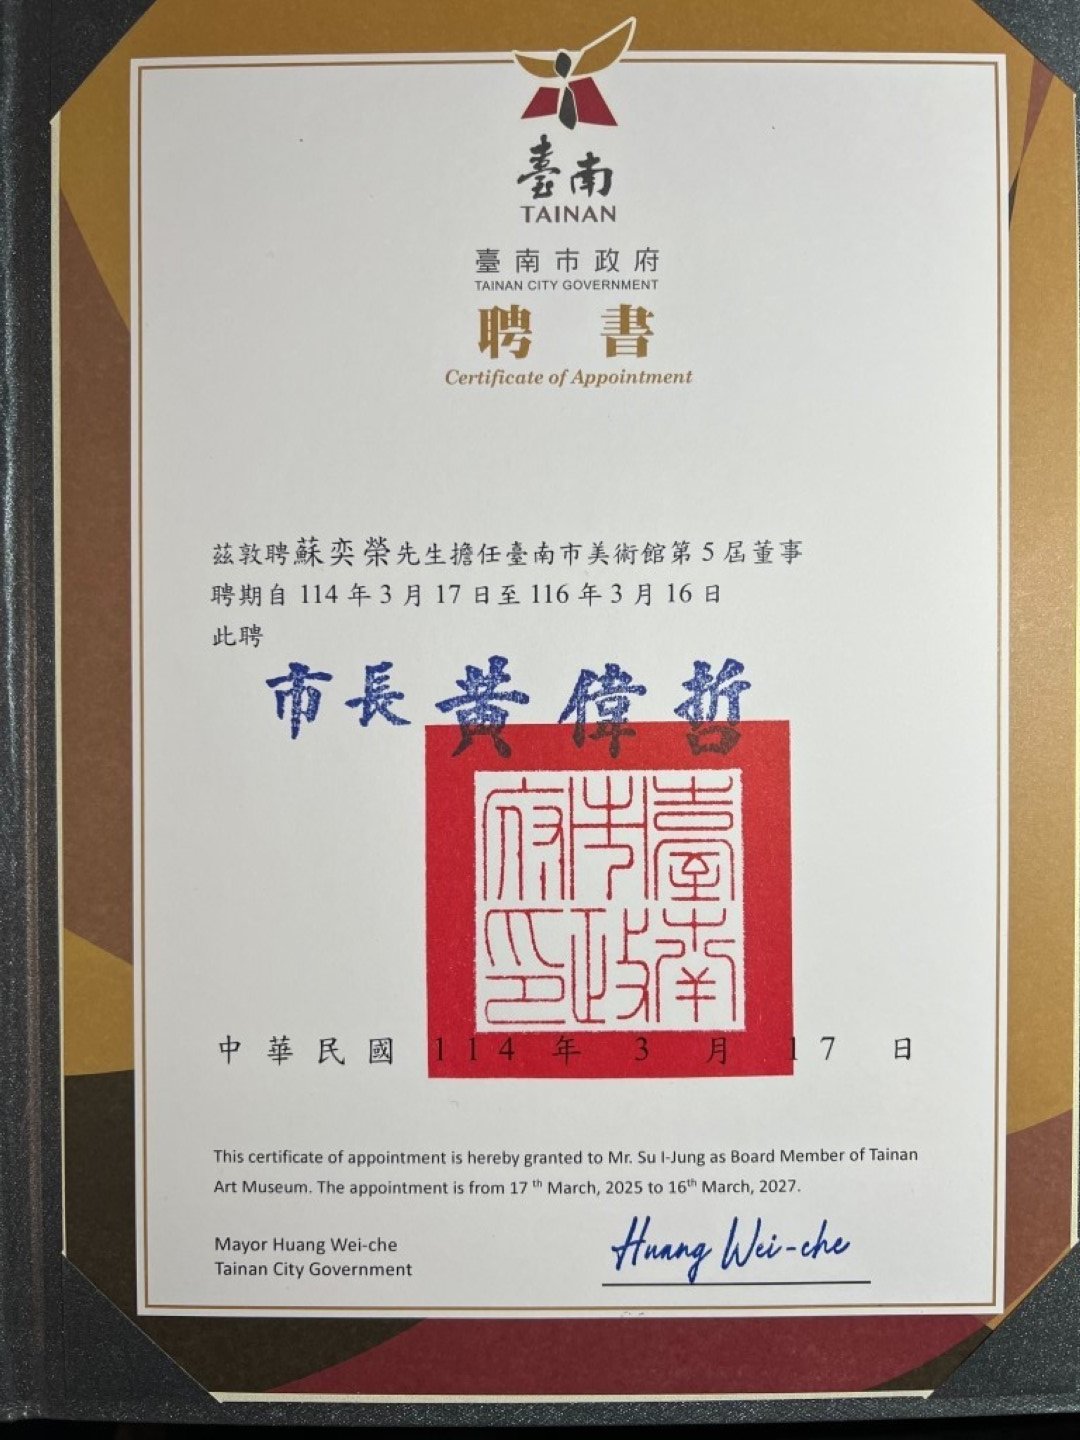 臺南
TAINAN
臺南市政府
TAINAN CITY GOVERNMENT
聘書
Certificate of Appointment
茲敦聘蘇奕榮先生擔任臺南市美術館第5屆董事
聘期自114年3月17日至116年3月16日
此聘
市長黃偉哲
臺南市政府印
中華民國114年3月17日
This certificate of appointment is hereby granted to Mr. Su I-Jung as Board Member of Tainan
Art Museum. The appointment is from 17 th March, 2025 to 16th March, 2027.
Mayor Huang Wei-che
Tainan City Government
Huang Wei-che